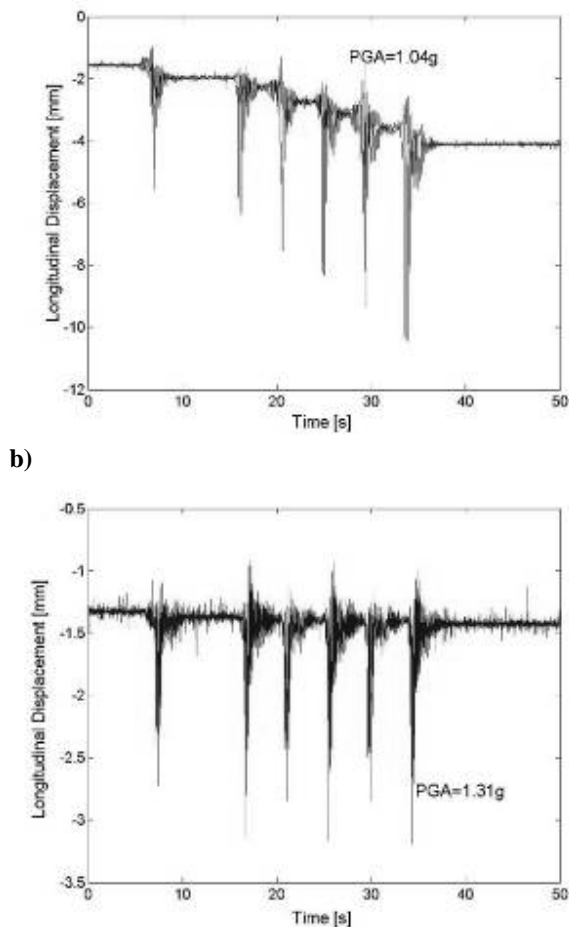 0
-2
-4
-6
-8
-10
-12
Longitudinal Displacement [mm]
PGA=1.04g
0 10 20 30 40 50
Time [s]
b)
-0.5
-1
-1.5
-2
-2.5
-3
-3.5
Longitudinal Displacement [mm]
PGA=1.31g
0 10 20 30 40 50
Time [s]